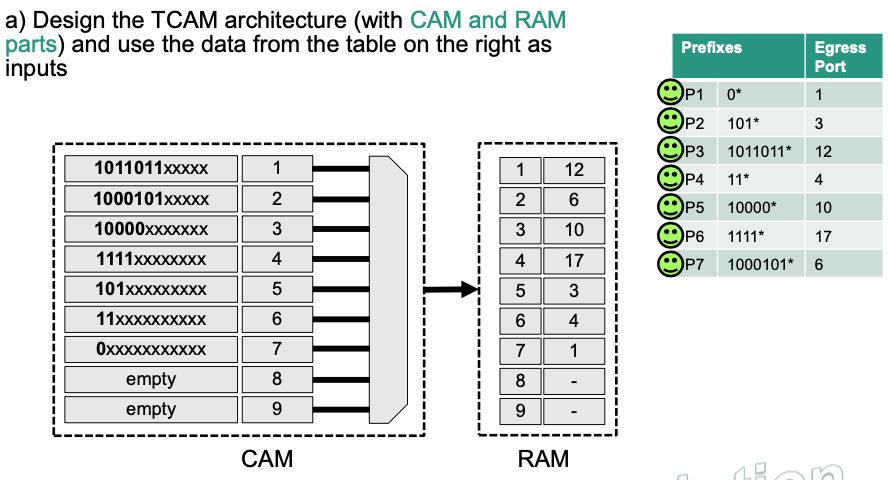 a) Design the TCAM architecture (with CAM and RAM
parts) and use the data from the table on the right as
inputs
Prefixes Egress Port
P1 0* 1
P2 101* 3
P3 1011011* 12
P4 11* 4
P5 10000* 10
P6 1111* 17
P7 1000101* 6
1011011xxxxx 1
1000101xxxxx 2
10000xxxxxxx 3
1111xxxxxxxx 4
101xxxxxxxxx 5
11xxxxxxxxxx 6
0xxxxxxxxxxx 7
empty 8
empty 9
CAM
1 12
2 6
3 10
4 17
5 3
6 4
7 1
8 -
9 -
RAM